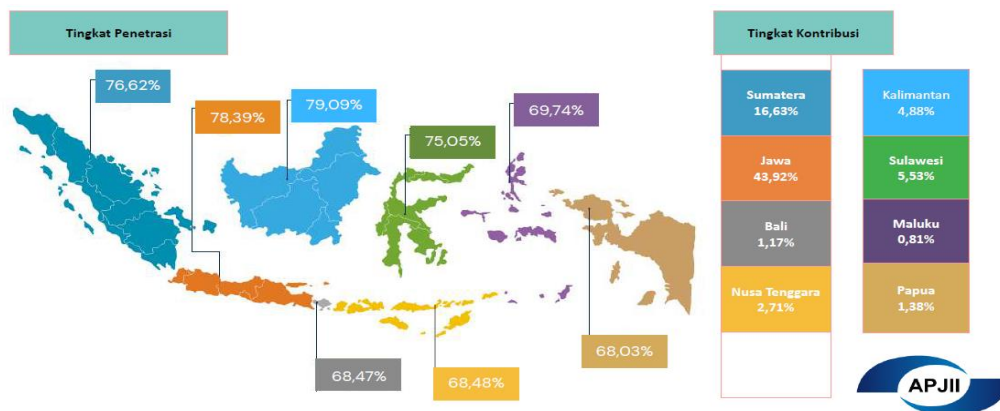 Tingkat Penetrasi
Tingkat Kontribusi
76,62%
78,39%
79,09%
75,05%
69,74%
68,47%
68,48%
68,03%
Sumatera
16,63%
Kalimantan
4,88%
Jawa
43,92%
Sulawesi
5,53%
Bali
1,17%
Maluku
0,81%
Nusa Tenggara
2,71%
Papua
1,38%
APJII